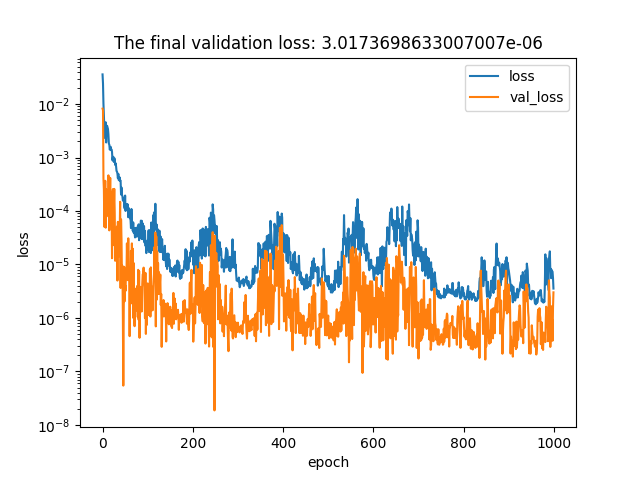 The final validation loss: 3.0173698633007007e-06
loss
val_loss
10⁻²
10⁻³
10⁻⁴
10⁻⁵
10⁻⁶
10⁻⁷
10⁻⁸
loss
0
200
400
600
800
1000
epoch